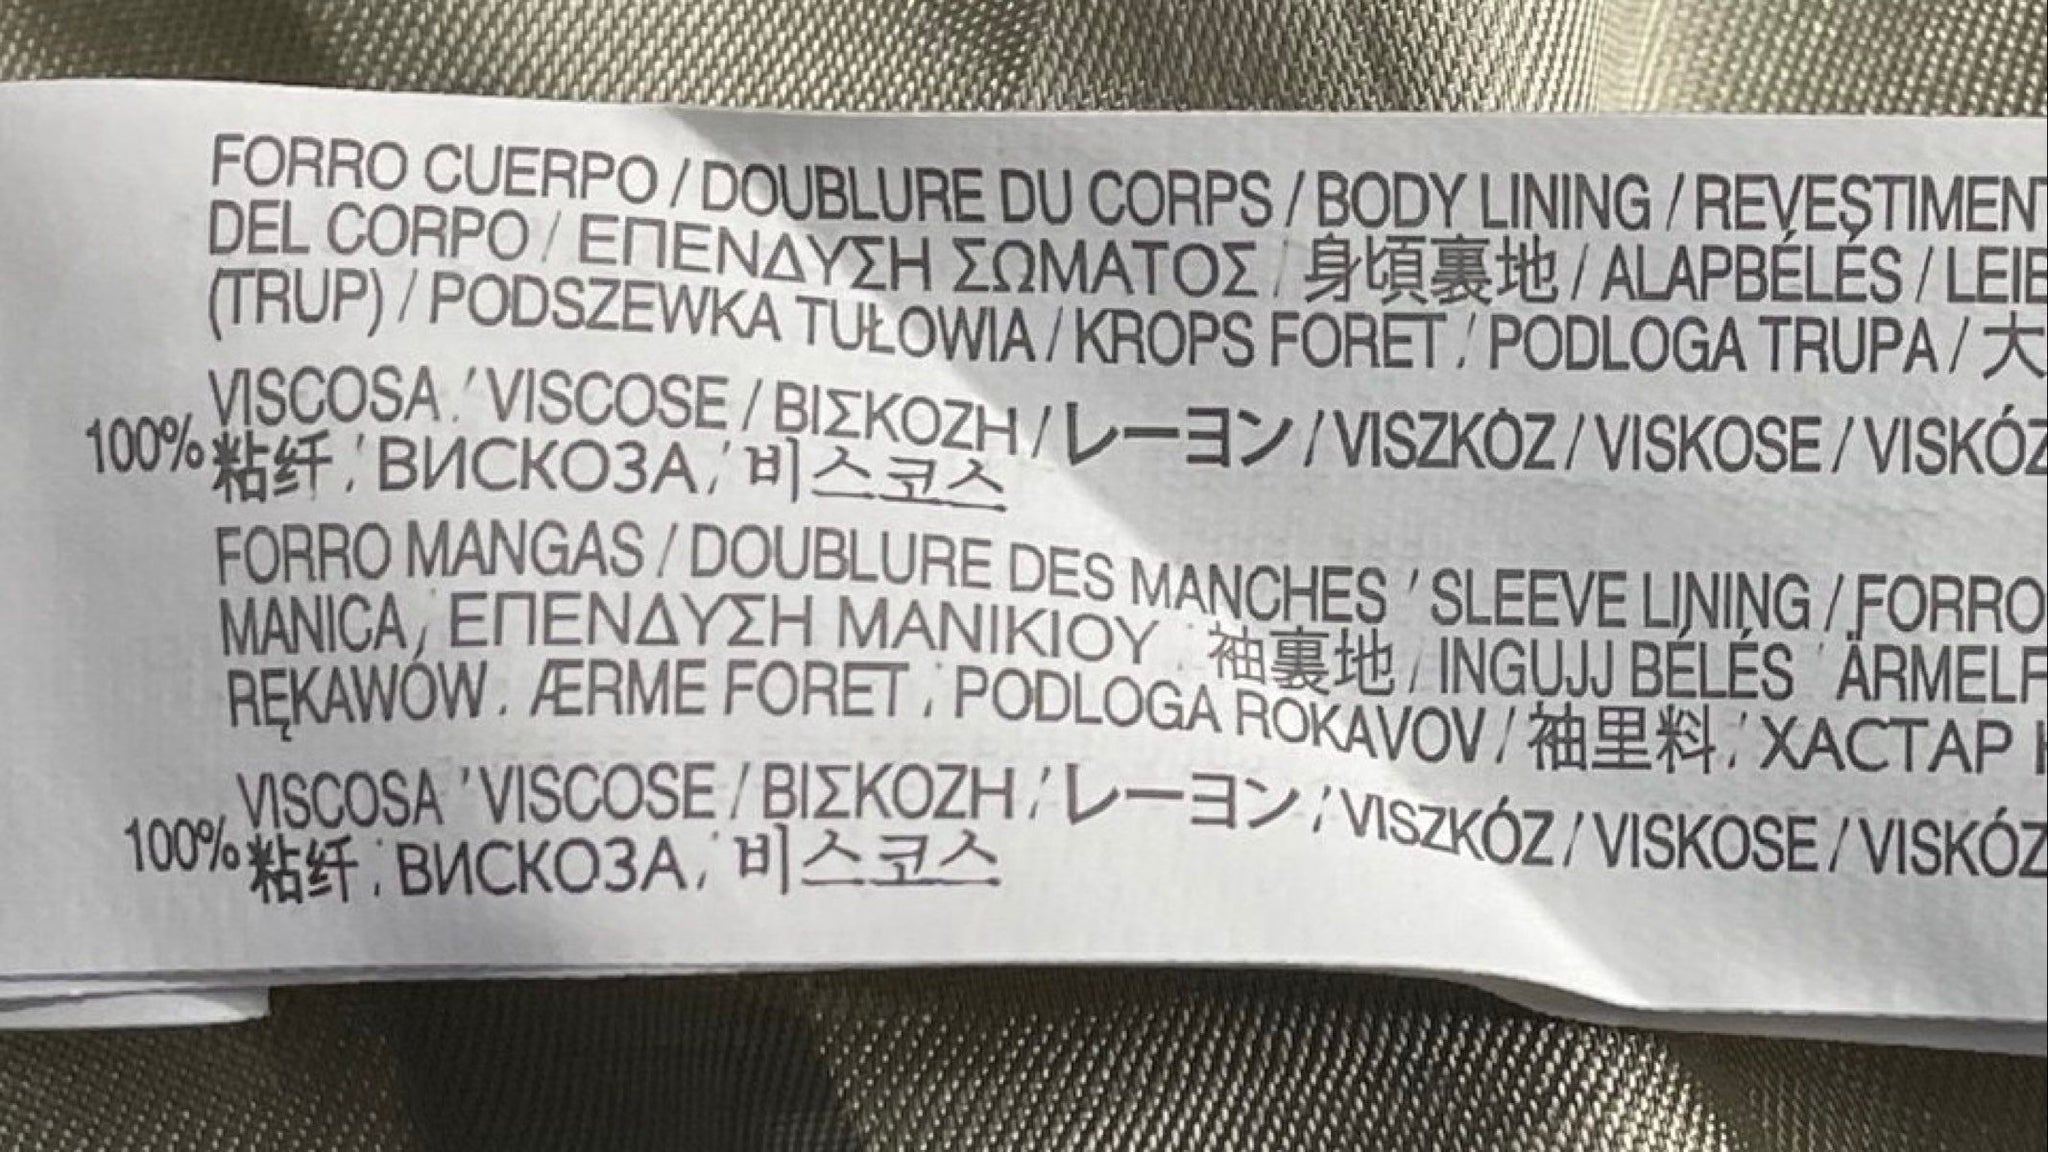 FORRO CUERPO / DOUBLURE DU CORPS / BODY LINING / REVESTIMEN
DEL CORPO / ΕΠΕΝΔΥΣΗ ΣΩΜΑΤΟΣ / 身頃裏地 / ALAPBÉLÉS / LEIB
(TRUP) / PODSZEWKA TUŁOWIA / KROPS FORET / PODLOGA TRUPA / 大
VISCOSA / VISCOSE / ΒΙΣΚΟΖΗ / レーヨン / VISZKÓZ / VISKOSE / VISKÓZ
100% 粘纤 / ВИСКОЗА / 비스코스
FORRO MANGAS / DOUBLURE DES MANCHES / SLEEVE LINING / FORRO
MANICA / ΕΠΕΝΔΥΣΗ ΜΑΝΙΚΙΟΥ / 袖裏地 / INGUJJ BÉLÉS / ÄRMELF
RĘKAWÓW / ÆRME FORET / PODLOGA ROKAVOV / 袖里料 / ХАСТАР
VISCOSA / VISCOSE / ΒΙΣΚΟΖΗ / レーヨン / VISZKÓZ / VISKOSE / VISKÓZ
100% 粘纤 / ВИСКОЗА / 비스코스